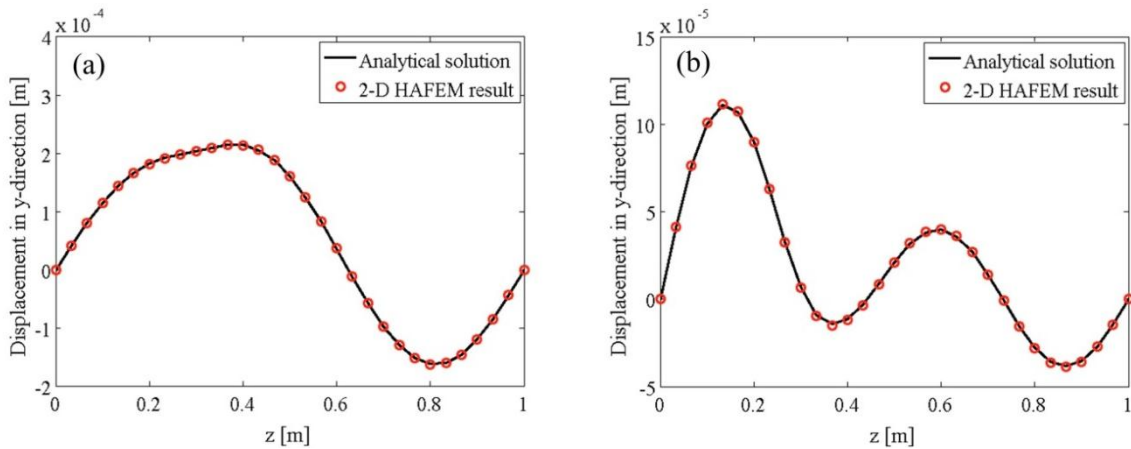 x 10⁻⁴
4
3
2
1
0
-1
-2
0
0.2
0.4
0.6
0.8
1
Displacement in y-direction [m]
z [m]
(a)
Analytical solution
2-D HAFEM result
x 10⁻⁵
15
10
5
0
-5
0
0.2
0.4
0.6
0.8
1
Displacement in y-direction [m]
z [m]
(b)
Analytical solution
2-D HAFEM result